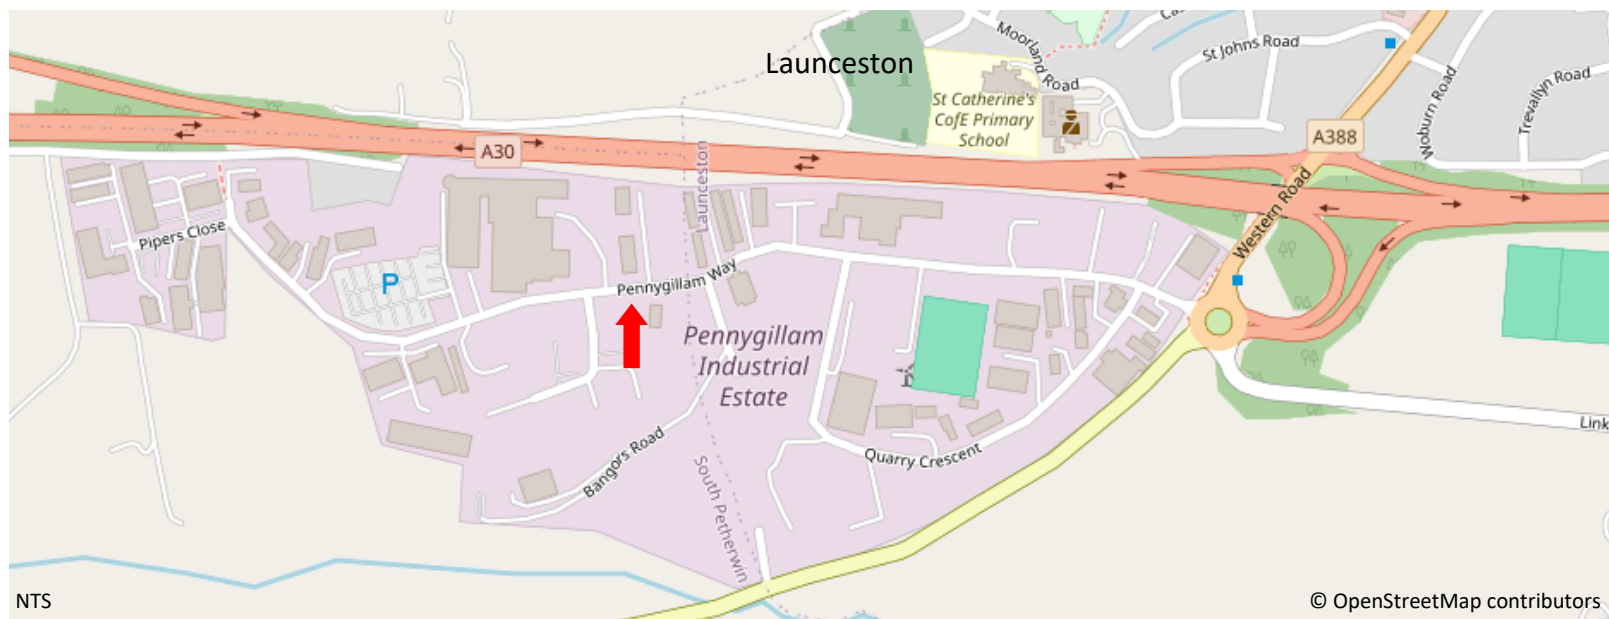 Launceston
Moorland
Road
St Johns Road
Woburn Road
Trevallyn Road
St Catherine's
CofE Primary
School
A388
A30
Launceston
Western Road
Pipers Close
P
Pennygillam Way
Pennygillam
Industrial
Estate
Link
Quarry Crescent
Bangors Road
South Petherwin
NTS
© OpenStreetMap contributors